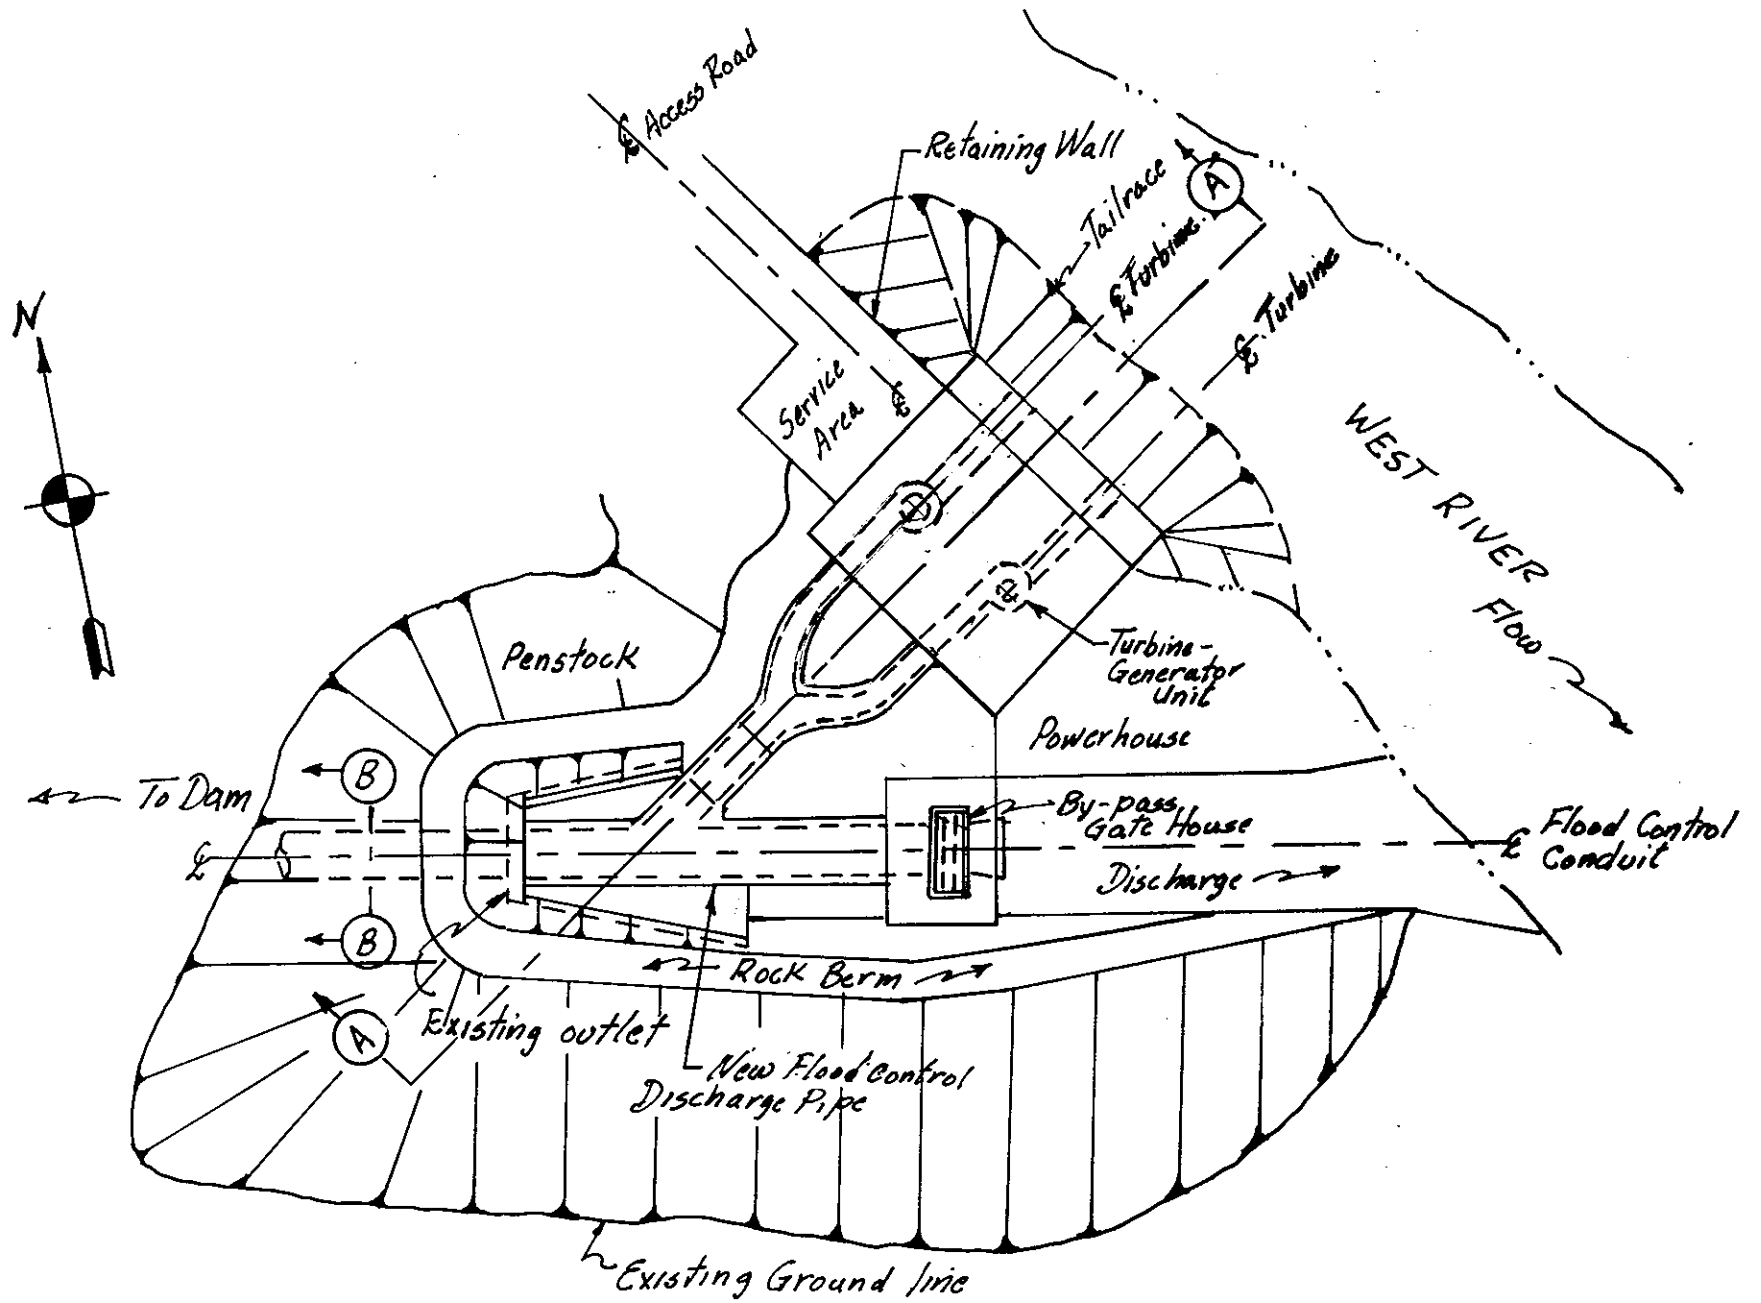 ℄ Access Road
Retaining Wall
Tailrace
A
℄ Turbine
℄ Turbine
N
Service
Area
℄
WEST RIVER
Flow
Penstock
Turbine-
Generator
Unit
Powerhouse
To Dam
B
By-pass
Gate House
℄
℄ Flood Control
Conduit
Discharge
B
Rock Berm
A
Existing outlet
New Flood Control
Discharge Pipe
Existing Ground line